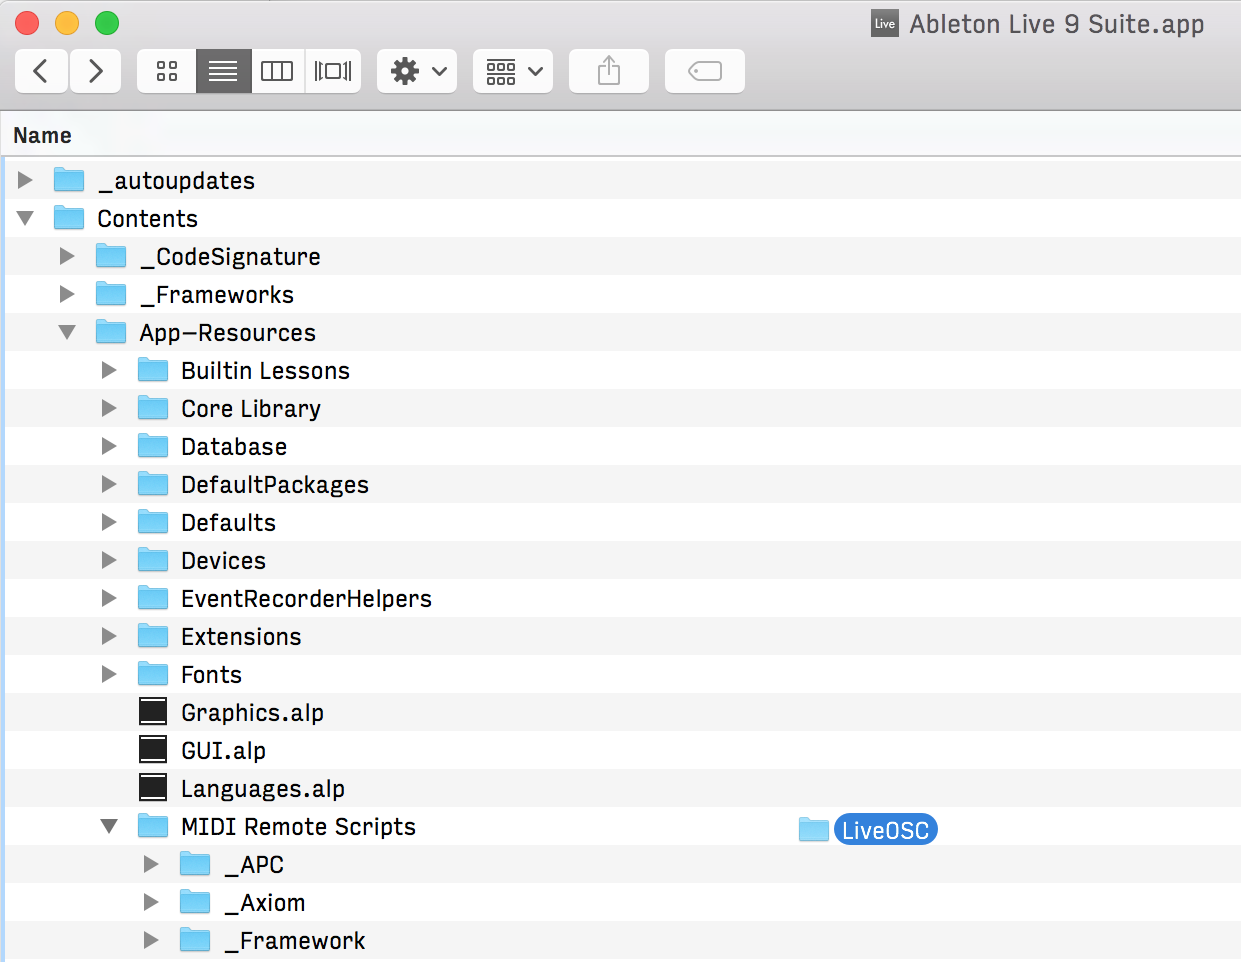 Live Ableton Live 9 Suite.app
Name
_autoupdates
Contents
_CodeSignature
_Frameworks
App-Resources
Builtin Lessons
Core Library
Database
DefaultPackages
Defaults
Devices
EventRecorderHelpers
Extensions
Fonts
Graphics.alp
GUI.alp
Languages.alp
MIDI Remote Scripts LiveOSC
_APC
_Axiom
_Framework